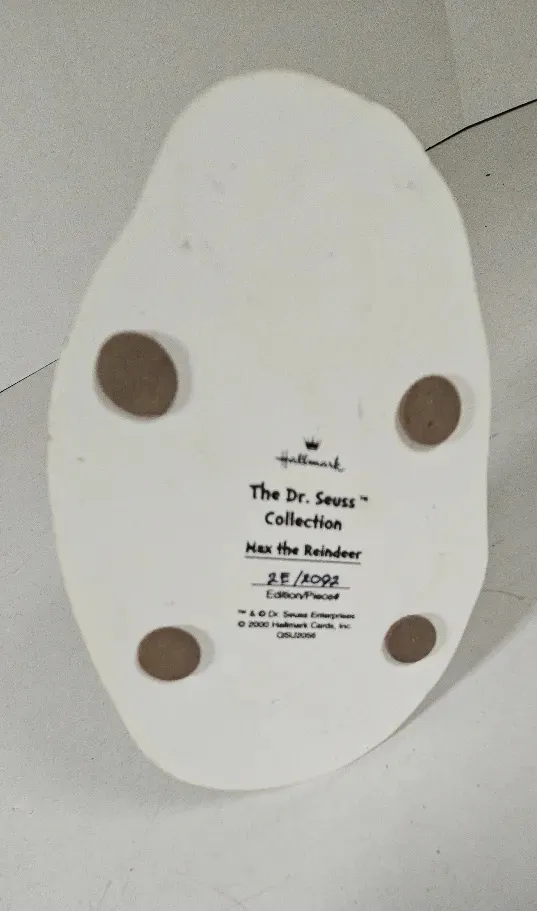 Hallmark
The Dr. Seuss™
Collection
Max the Reindeer
2E/2092
Edition/Piece#
™ & © Dr. Seuss Enterprises
© 2000 Hallmark Cards, Inc.
QSU2056